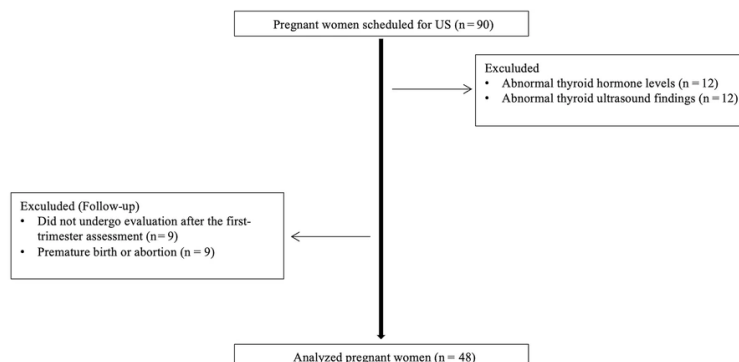 Pregnant women scheduled for US (n = 90)
Exculuded
• Abnormal thyroid hormone levels (n = 12)
• Abnormal thyroid ultrasound findings (n = 12)
Exculuded (Follow-up)
• Did not undergo evaluation after the first-
trimester assessment (n= 9)
• Premature birth or abortion (n = 9)
Analyzed pregnant women (n = 48)